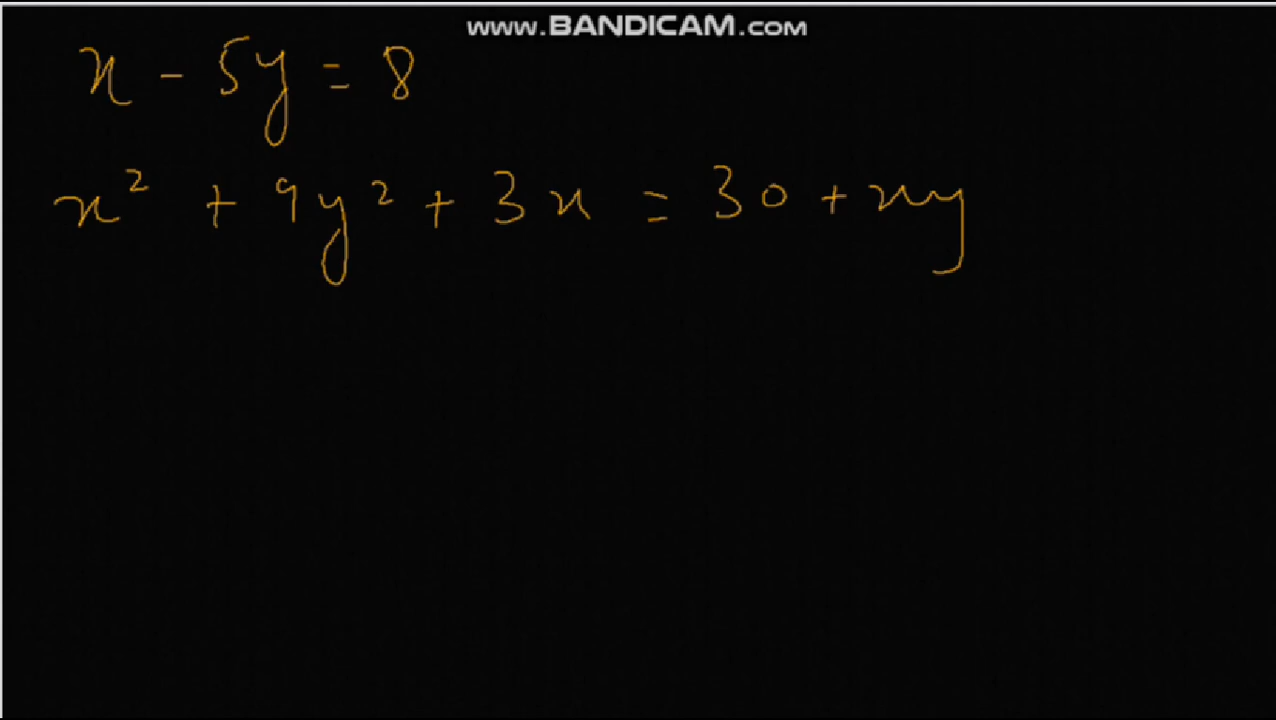 www.BANDICAM.com
x - 5y = 8
x² + 9y² + 3x = 30 + xy